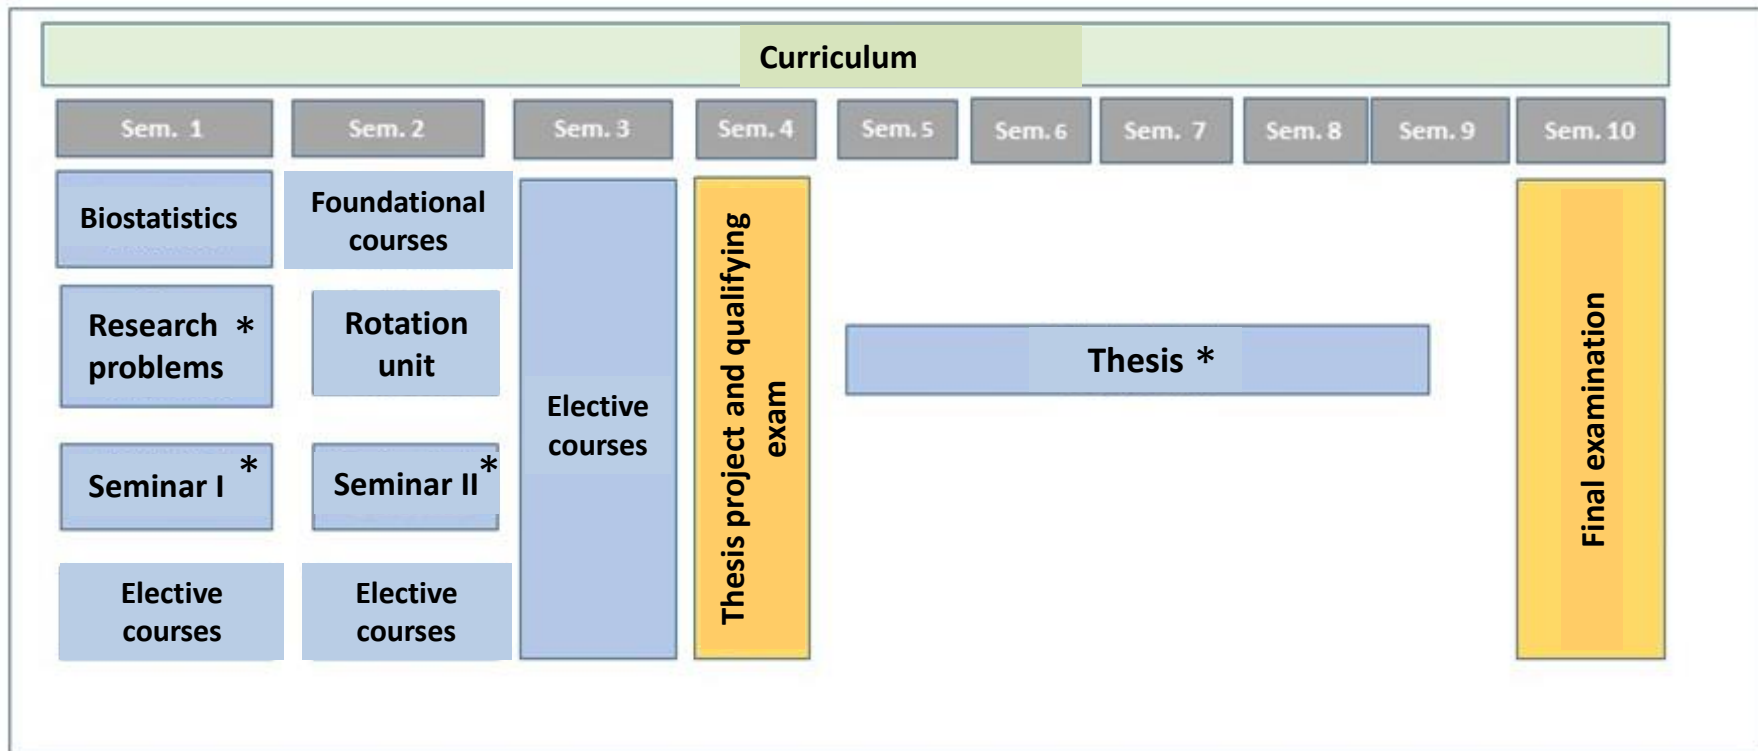 Curriculum
Sem. 1
Sem. 2
Sem. 3
Sem. 4
Sem. 5
Sem. 6
Sem. 7
Sem. 8
Sem. 9
Sem. 10
Biostatistics
Research *
problems
Seminar I *
Elective
courses
Foundational
courses
Rotation
unit
Seminar II *
Elective
courses
Elective
courses
Thesis project and qualifying
exam
Thesis *
Final examination